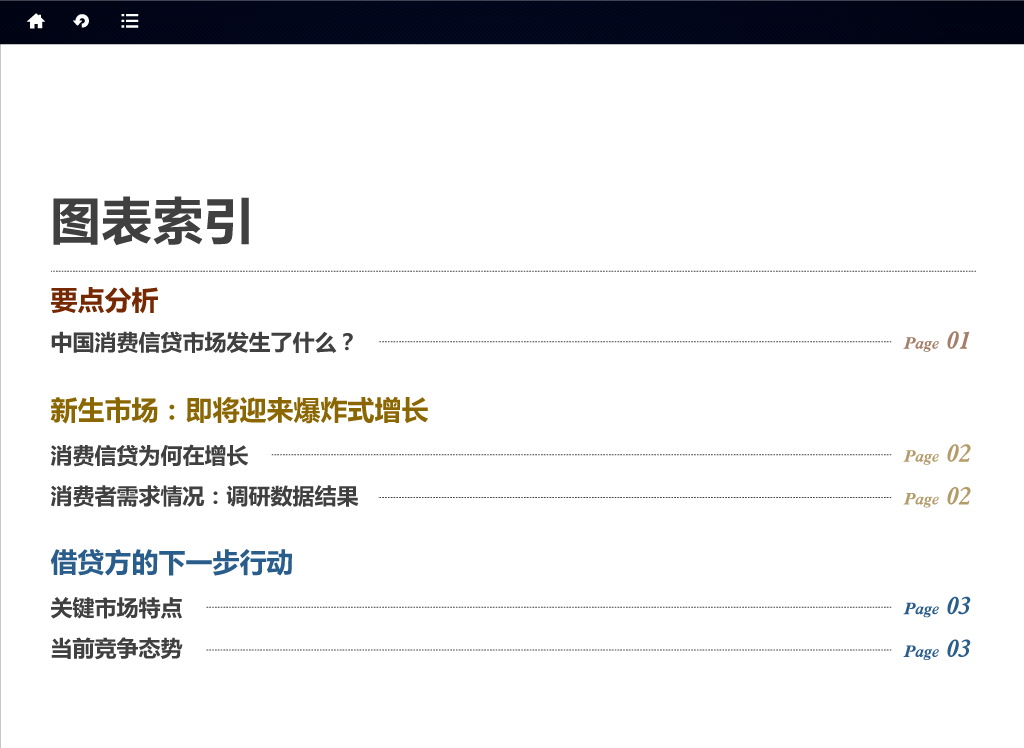 图表索引
要点分析
中国消费信贷市场发生了什么？ Page 01
新生市场：即将迎来爆炸式增长
消费信贷为何在增长 Page 02
消费者需求情况：调研数据结果 Page 02
借贷方的下一步行动
关键市场特点 Page 03
当前竞争态势 Page 03